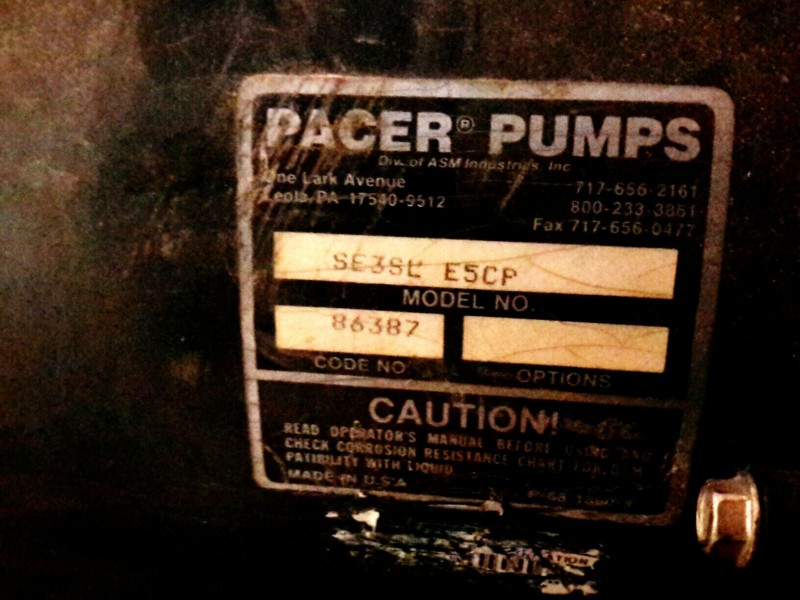 PACER® PUMPS
Div. of ASM Industries, Inc
One Lark Avenue 717-656-2161
Leola, PA 17540-9512 800-233-3861
Fax 717-656-0477
SE3SL E5CP
MODEL NO.
86387
CODE NO OPTIONS
CAUTION!
READ OPERATOR'S MANUAL BEFORE USING AND
CHECK CORROSION RESISTANCE CHART FOR COM
PATIBILITY WITH LIQUID
MADE IN U.S.A